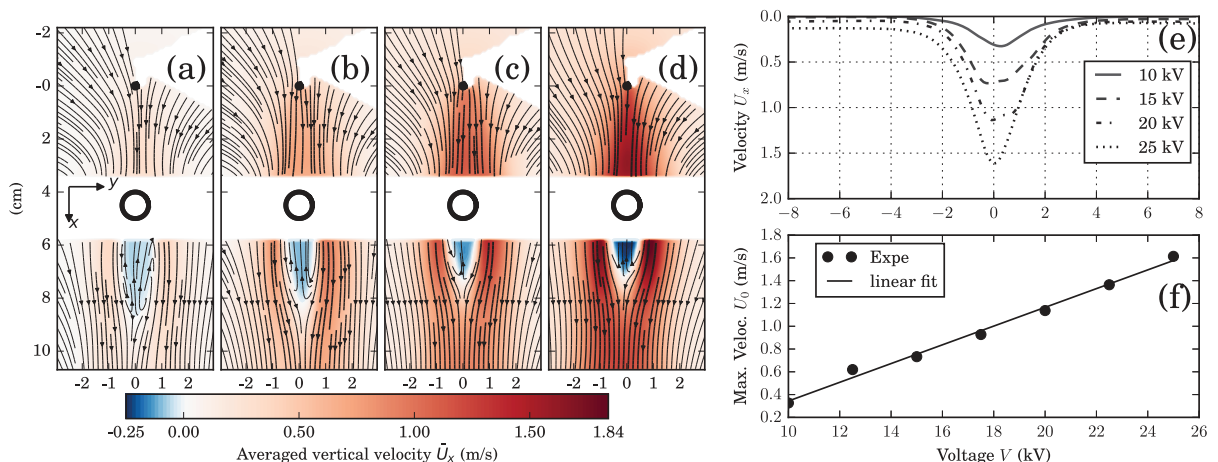 (a) (b) (c) (d)
-2
-0
2
4
6
8
10
(cm)
y
x
-2 -1 0 1 2 -2 -1 0 1 2 -2 -1 0 1 2 -2 -1 0 1 2
-0.25 0.00 0.50 1.00 1.50 1.84
Averaged vertical velocity Ūx (m/s)
0.0
0.5
1.0
1.5
2.0
Velocity Ux (m/s)
(e)
10 kV
15 kV
20 kV
25 kV
−8 −6 −4 −2 0 2 4 6 8
1.8
1.6
1.4
1.2
1.0
0.8
0.6
0.4
0.2
Max. Veloc. U0 (m/s)
Expe
linear fit
(f)
10 12 14 16 18 20 22 24 26
Voltage V (kV)